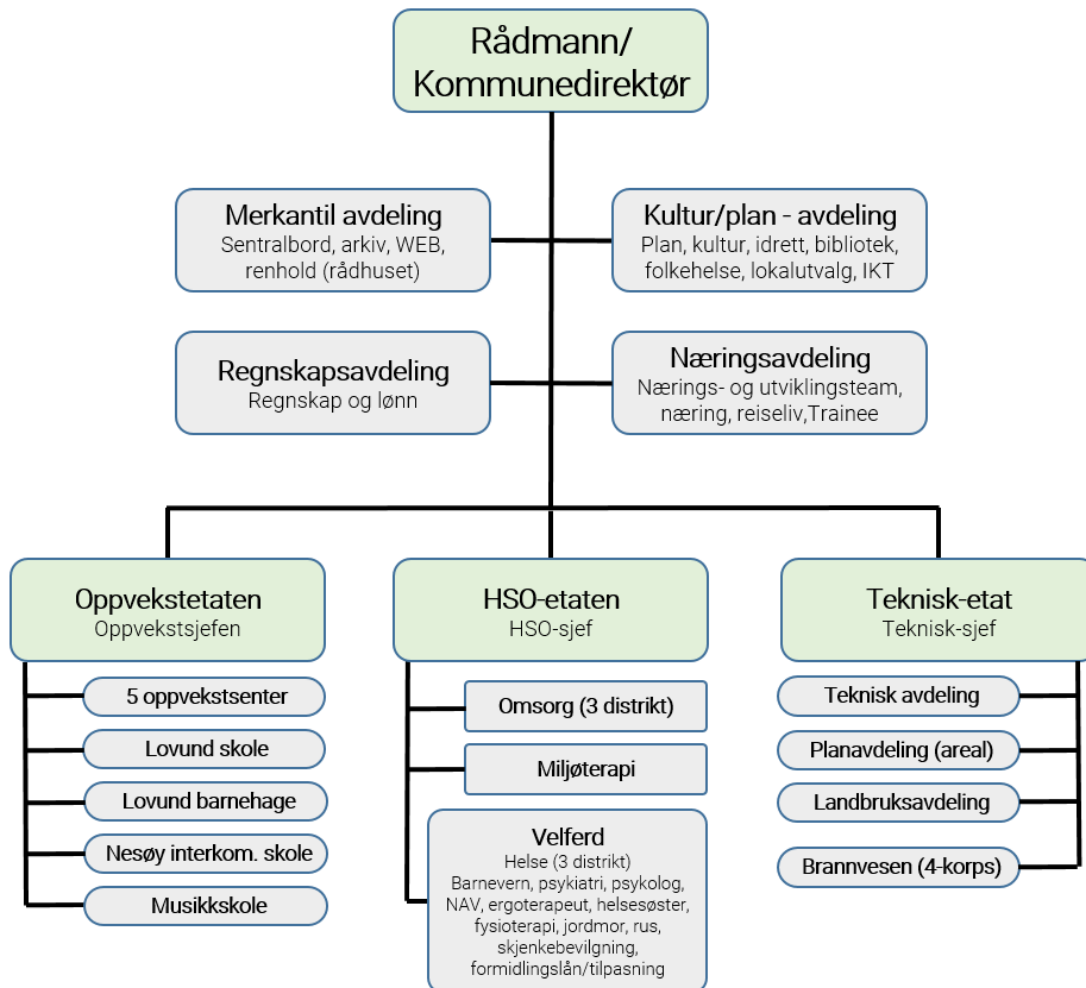 Rådmann/
Kommunedirektør
Merkantil avdeling
Sentralbord, arkiv, WEB,
renhold (rådhuset)
Kultur/plan - avdeling
Plan, kultur, idrett, bibliotek,
folkehelse, lokalutvalg, IKT
Regnskapsavdeling
Regnskap og lønn
Næringsavdeling
Nærings- og utviklingsteam,
næring, reiseliv,Trainee
Oppvekstetaten
Oppvekstsjefen
5 oppvekstsenter
Lovund skole
Lovund barnehage
Nesøy interkom. skole
Musikkskole
HSO-etaten
HSO-sjef
Omsorg (3 distrikt)
Miljøterapi
Velferd
Helse (3 distrikt)
Barnevern, psykiatri, psykolog,
NAV, ergoterapeut, helsesøster,
fysioterapi, jordmor, rus,
skjenkebevilgning,
formidlingslån/tilpasning
Teknisk-etat
Teknisk-sjef
Teknisk avdeling
Planavdeling (areal)
Landbruksavdeling
Brannvesen (4-korps)